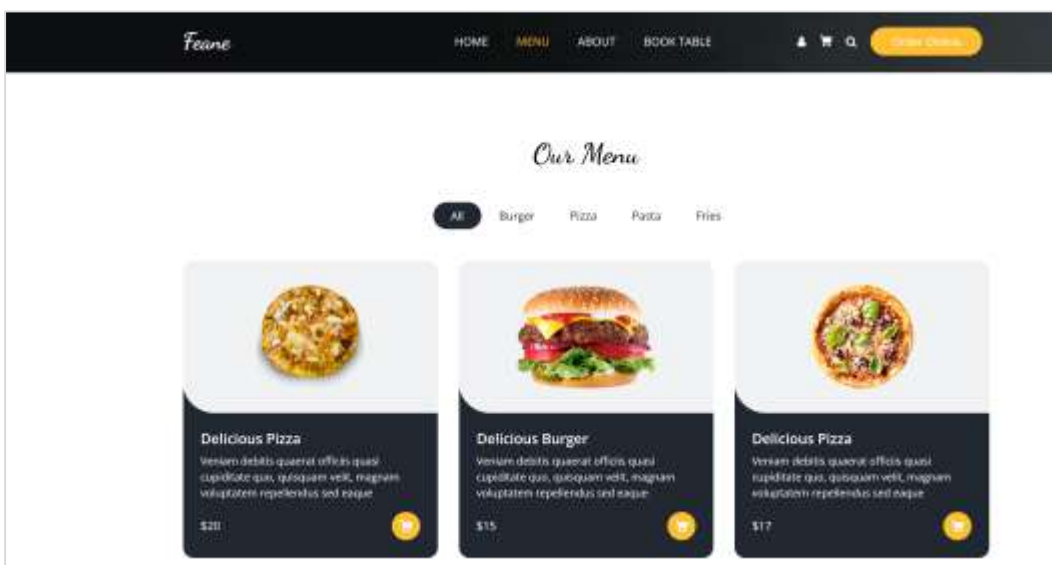 Feane
HOME MENU ABOUT BOOK TABLE Order Online
Our Menu
All Burger Pizza Pasta Fries
Delicious Pizza
Veniam debitis quaerat officiis quasi
cupiditate quo, quisquam velit, magnam
voluptatem repellendus sed eaque
$20
Delicious Burger
Veniam debitis quaerat officiis quasi
cupiditate quo, quisquam velit, magnam
voluptatem repellendus sed eaque
$15
Delicious Pizza
Veniam debitis quaerat officiis quasi
cupiditate quo, quisquam velit, magnam
voluptatem repellendus sed eaque
$17